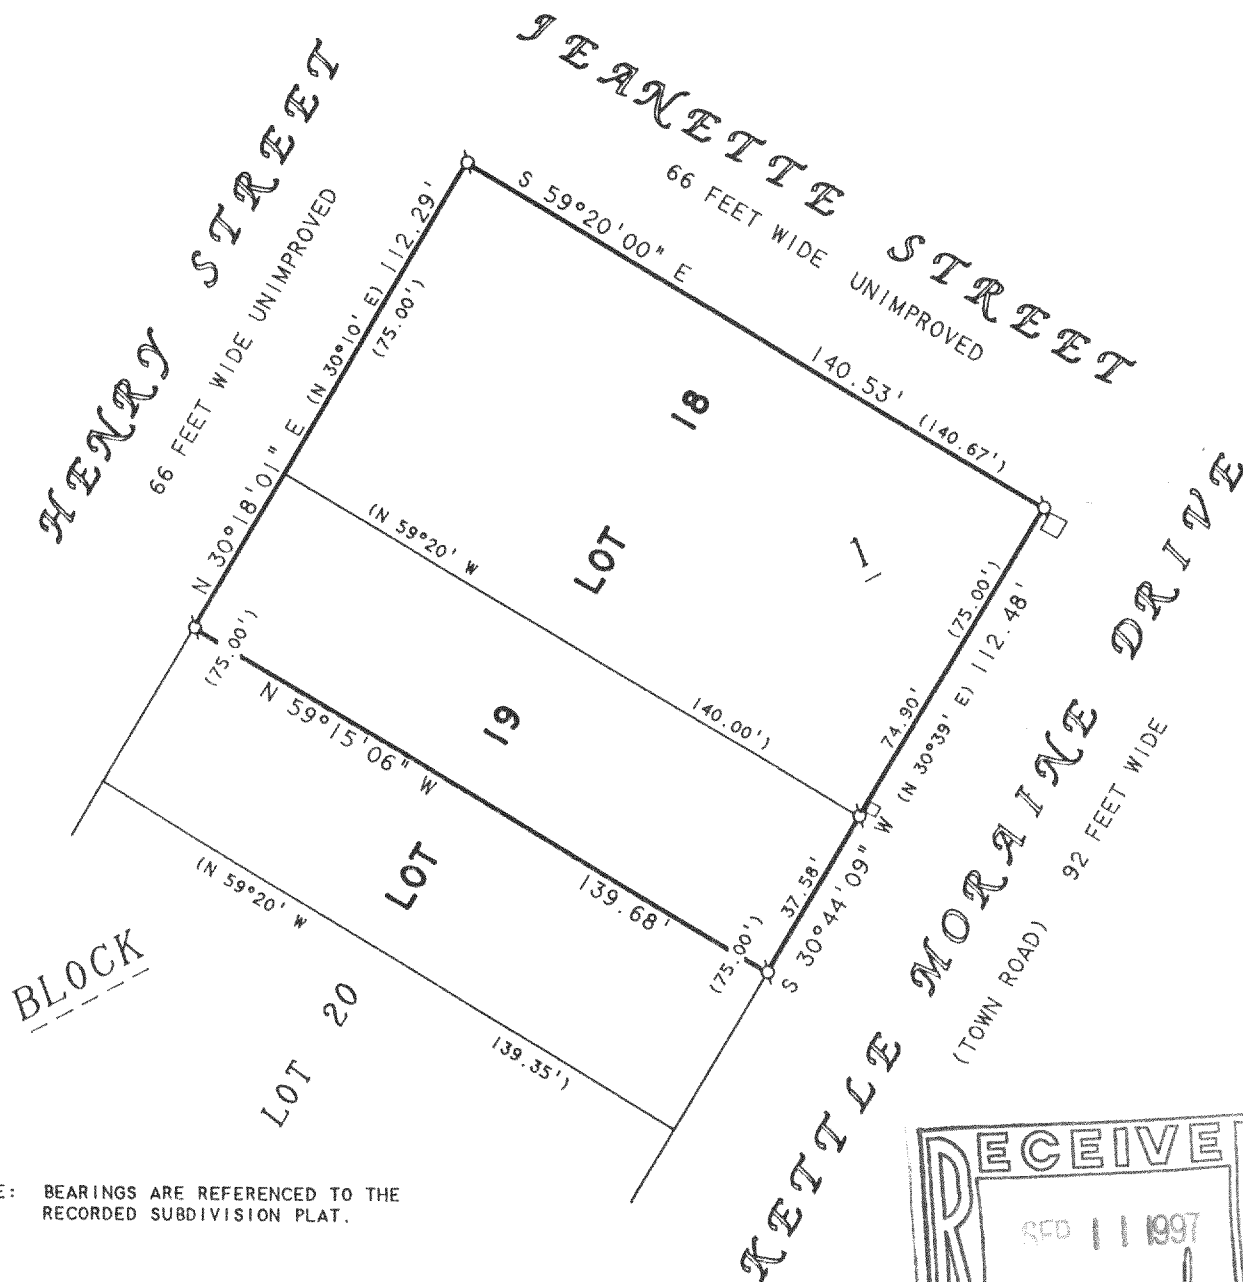 JEANETTE STREET
66 FEET WIDE UNIMPROVED
HENRY STREET
66 FEET WIDE UNIMPROVED
S 59°20'00" E
140.53' (140.67')
N 30°18'01" E (N 30°10' E) 112.29'
(75.00')
LOT 18
1
(N 59°20' W
140.00')
(75.00')
74.90'
(N 30°39' E) 112.48'
S 30°44'09" W
37.58'
KETTLE MORAINE DRIVE
92 FEET WIDE
(TOWN ROAD)
(75.00')
N 59°15'06" W
139.68'
(75.00')
LOT 19
(N 59°20' W
139.35')
BLOCK
LOT 20
E: BEARINGS ARE REFERENCED TO THE
RECORDED SUBDIVISION PLAT.
RECEIVE
SEP 11 1997